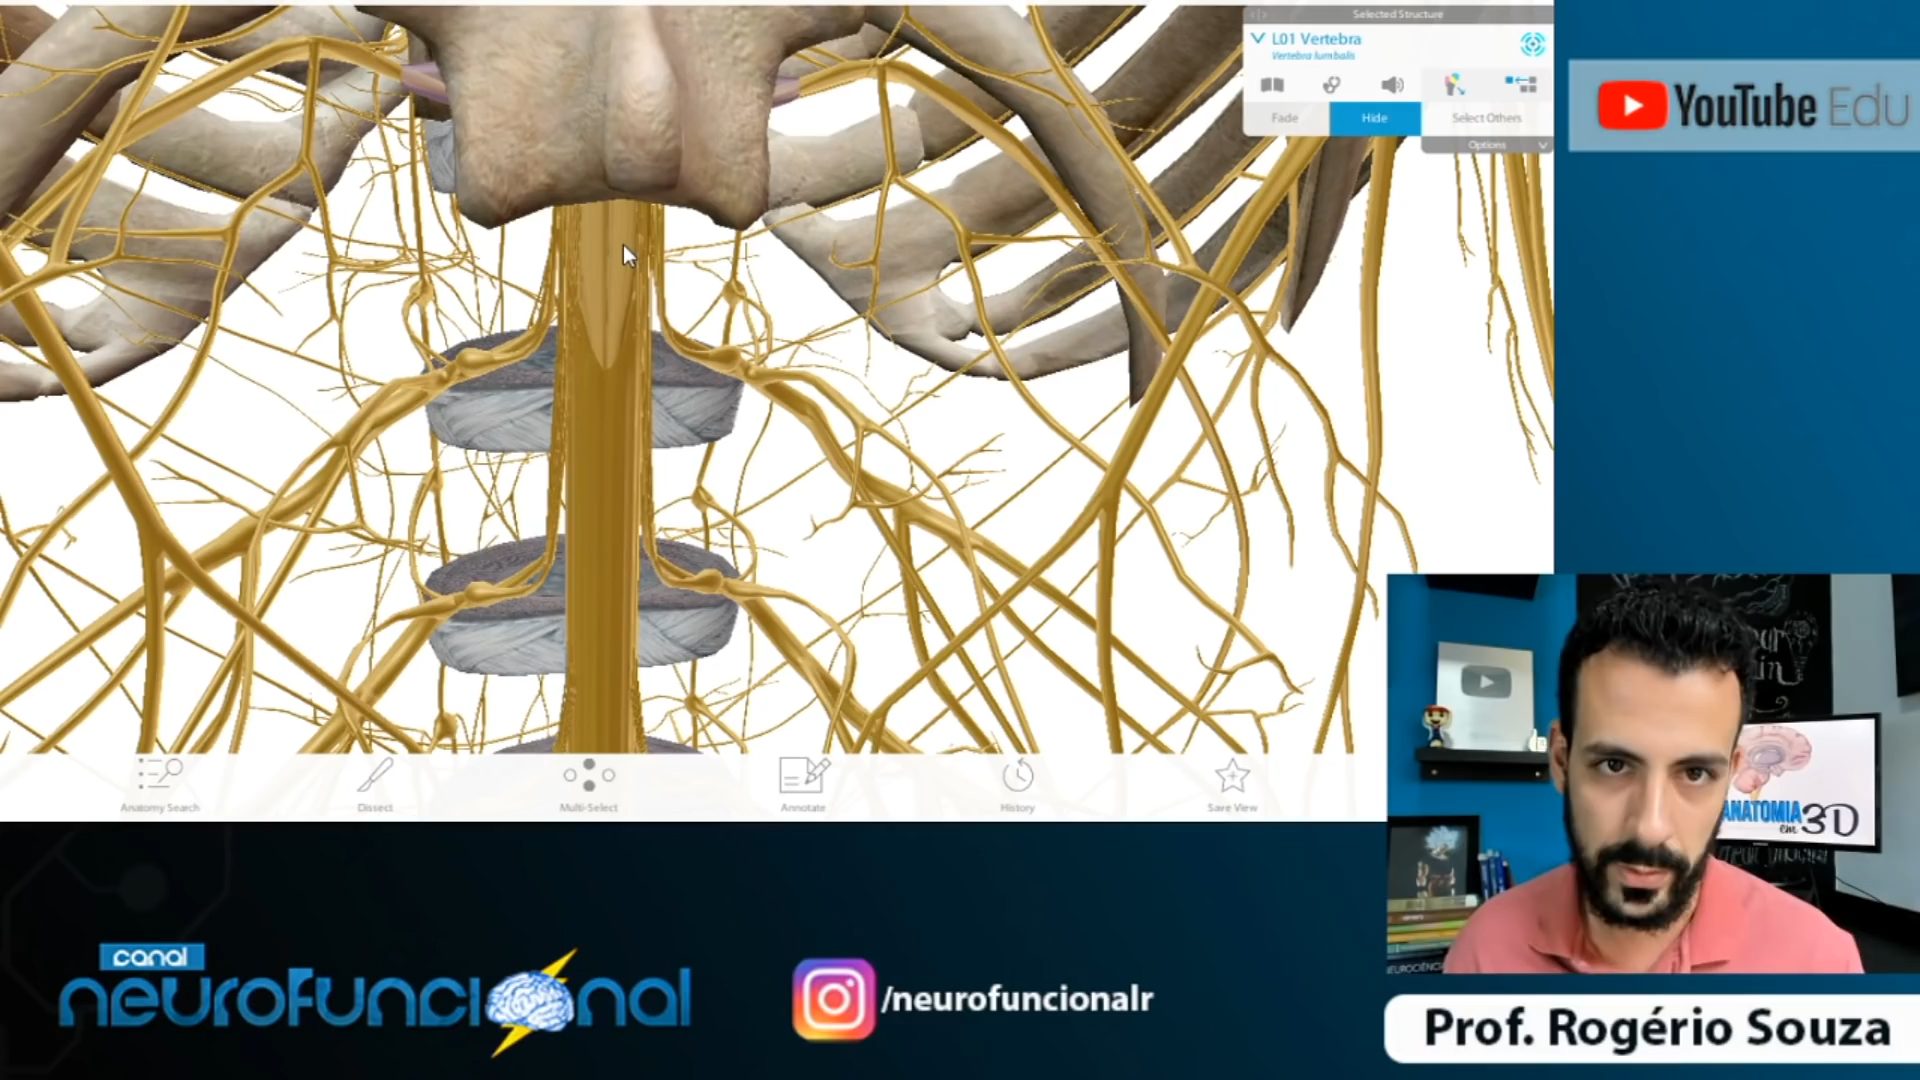 Selected Structure
L01 Vertebra
Vertebra lumbalis
Fade
Hide
Select Others
Options
YouTube Edu
Anatomy Search
Dissect
Multi-Select
Annotate
History
Save View
ANATOMIA
em 3D
canal
neurofuncional
/neurofuncionalr
Prof. Rogério Souza